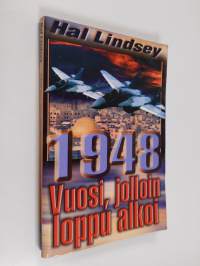 Hal Lindsey
1948
Vuosi, jolloin
loppu alkoi